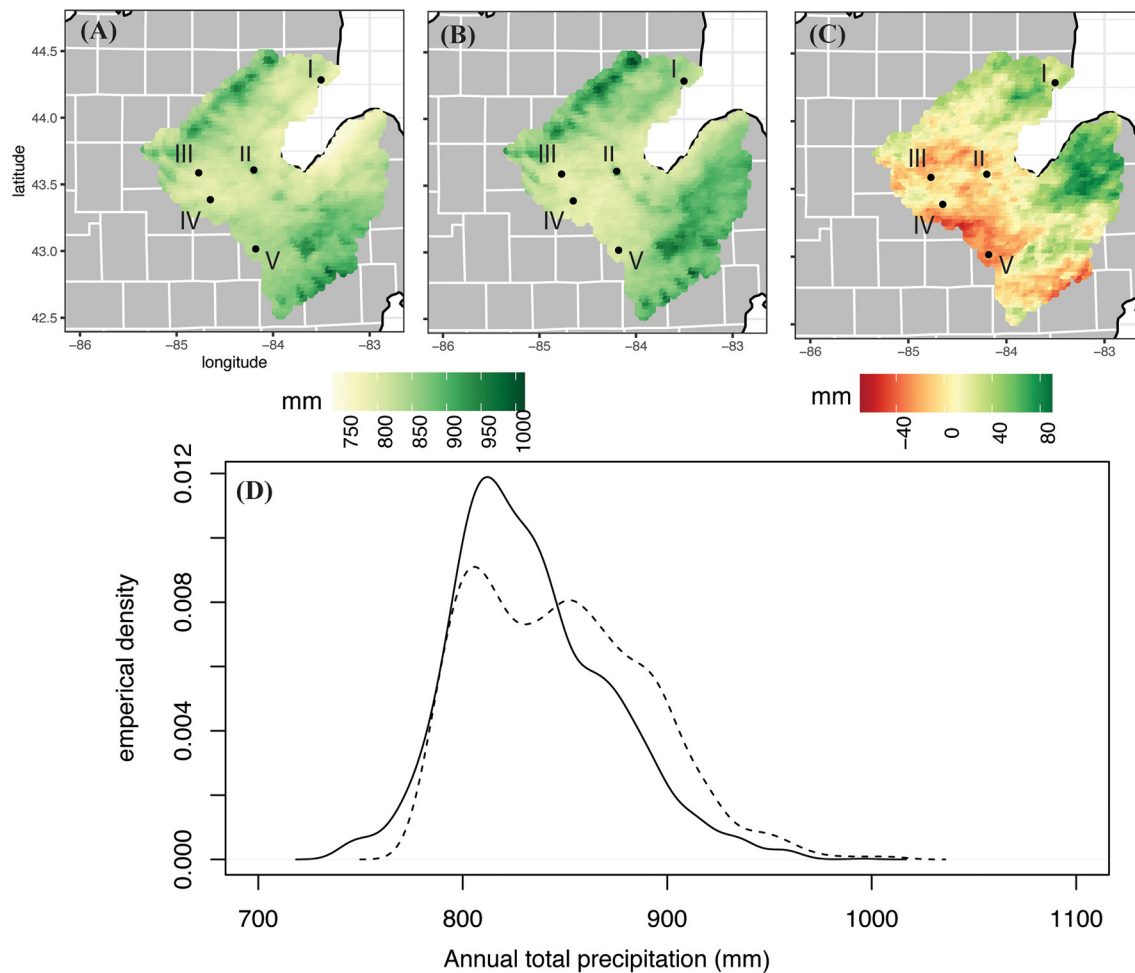 (A)
(B)
(C)
44.5
44.0
43.5
43.0
42.5
latitude
I
II
III
IV
V
I
II
III
IV
V
I
II
III
IV
V
−86
−85
−84
−83
−86
−85
−84
−83
−86
−85
−84
−83
longitude
mm
750
800
850
900
950
1000
mm
−40
0
40
80
(D)
0.012
0.008
0.004
0.000
emperical density
700
800
900
1000
1100
Annual total precipitation (mm)